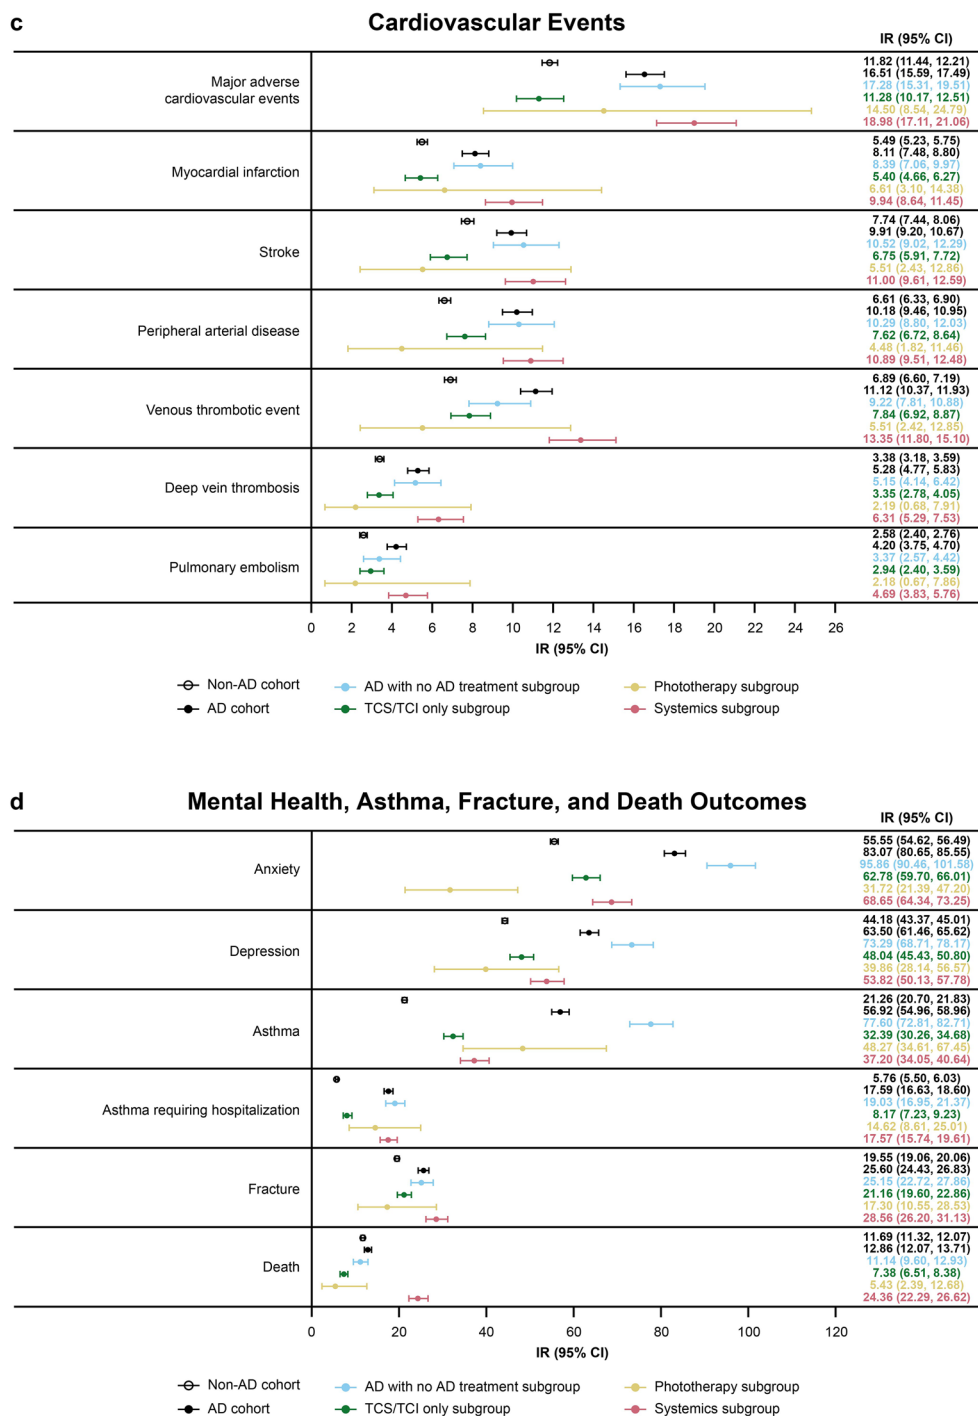 c
Cardiovascular Events
IR (95% CI)
Major adverse
cardiovascular events
11.82 (11.44, 12.21)
16.51 (15.59, 17.49)
17.28 (15.31, 19.51)
11.28 (10.17, 12.51)
14.50 (8.54, 24.79)
18.98 (17.11, 21.06)
Myocardial infarction
5.49 (5.23, 5.75)
8.11 (7.48, 8.80)
8.39 (7.06, 9.97)
5.40 (4.66, 6.27)
6.61 (3.10, 14.38)
9.94 (8.64, 11.45)
Stroke
7.74 (7.44, 8.06)
9.91 (9.20, 10.67)
10.52 (9.02, 12.29)
6.75 (5.91, 7.72)
5.51 (2.43, 12.86)
11.00 (9.61, 12.59)
Peripheral arterial disease
6.61 (6.33, 6.90)
10.18 (9.46, 10.95)
10.29 (8.80, 12.03)
7.62 (6.72, 8.64)
4.48 (1.82, 11.46)
10.89 (9.51, 12.48)
Venous thrombotic event
6.89 (6.60, 7.19)
11.12 (10.37, 11.93)
9.22 (7.81, 10.88)
7.84 (6.92, 8.87)
5.51 (2.42, 12.85)
13.35 (11.80, 15.10)
Deep vein thrombosis
3.38 (3.18, 3.59)
5.28 (4.77, 5.83)
5.15 (4.14, 6.42)
3.35 (2.78, 4.05)
2.19 (0.68, 7.91)
6.31 (5.29, 7.53)
Pulmonary embolism
2.58 (2.40, 2.76)
4.20 (3.75, 4.70)
3.37 (2.57, 4.42)
2.94 (2.40, 3.59)
2.18 (0.67, 7.86)
4.69 (3.83, 5.76)
0 2 4 6 8 10 12 14 16 18 20 22 24 26
IR (95% CI)
Non-AD cohort AD with no AD treatment subgroup Phototherapy subgroup
AD cohort TCS/TCI only subgroup Systemics subgroup
d
Mental Health, Asthma, Fracture, and Death Outcomes
IR (95% CI)
Anxiety
55.55 (54.62, 56.49)
83.07 (80.65, 85.55)
95.86 (90.46, 101.58)
62.78 (59.70, 66.01)
31.72 (21.39, 47.20)
68.65 (64.34, 73.25)
Depression
44.18 (43.37, 45.01)
63.50 (61.46, 65.62)
73.29 (68.71, 78.17)
48.04 (45.43, 50.80)
39.86 (28.14, 56.57)
53.82 (50.13, 57.78)
Asthma
21.26 (20.70, 21.83)
56.92 (54.96, 58.96)
77.60 (72.81, 82.71)
32.39 (30.26, 34.68)
48.27 (34.61, 67.45)
37.20 (34.05, 40.64)
Asthma requiring hospitalization
5.76 (5.50, 6.03)
17.59 (16.63, 18.60)
19.03 (16.95, 21.37)
8.17 (7.23, 9.23)
14.62 (8.61, 25.01)
17.57 (15.74, 19.61)
Fracture
19.55 (19.06, 20.06)
25.60 (24.43, 26.83)
25.15 (22.72, 27.86)
21.16 (19.60, 22.86)
17.30 (10.55, 28.53)
28.56 (26.20, 31.13)
Death
11.69 (11.32, 12.07)
12.86 (12.07, 13.71)
11.14 (9.60, 12.93)
7.38 (6.51, 8.38)
5.43 (2.39, 12.68)
24.36 (22.29, 26.62)
0 20 40 60 80 100 120
IR (95% CI)
Non-AD cohort AD with no AD treatment subgroup Phototherapy subgroup
AD cohort TCS/TCI only subgroup Systemics subgroup